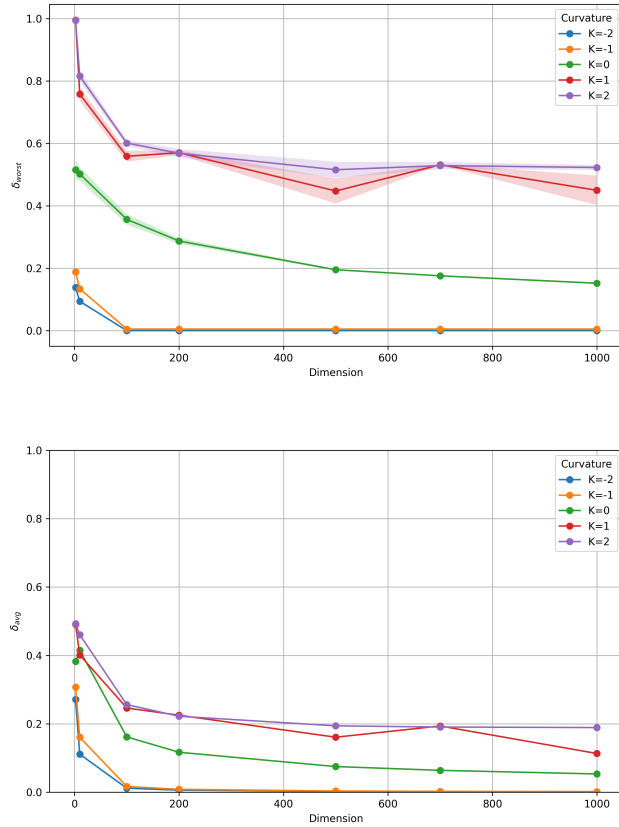 1.0
0.8
0.6
0.4
0.2
0.0
δworst
0 200 400 600 800 1000
Dimension
Curvature
K=-2
K=-1
K=0
K=1
K=2
1.0
0.8
0.6
0.4
0.2
0.0
δavg
0 200 400 600 800 1000
Dimension
Curvature
K=-2
K=-1
K=0
K=1
K=2